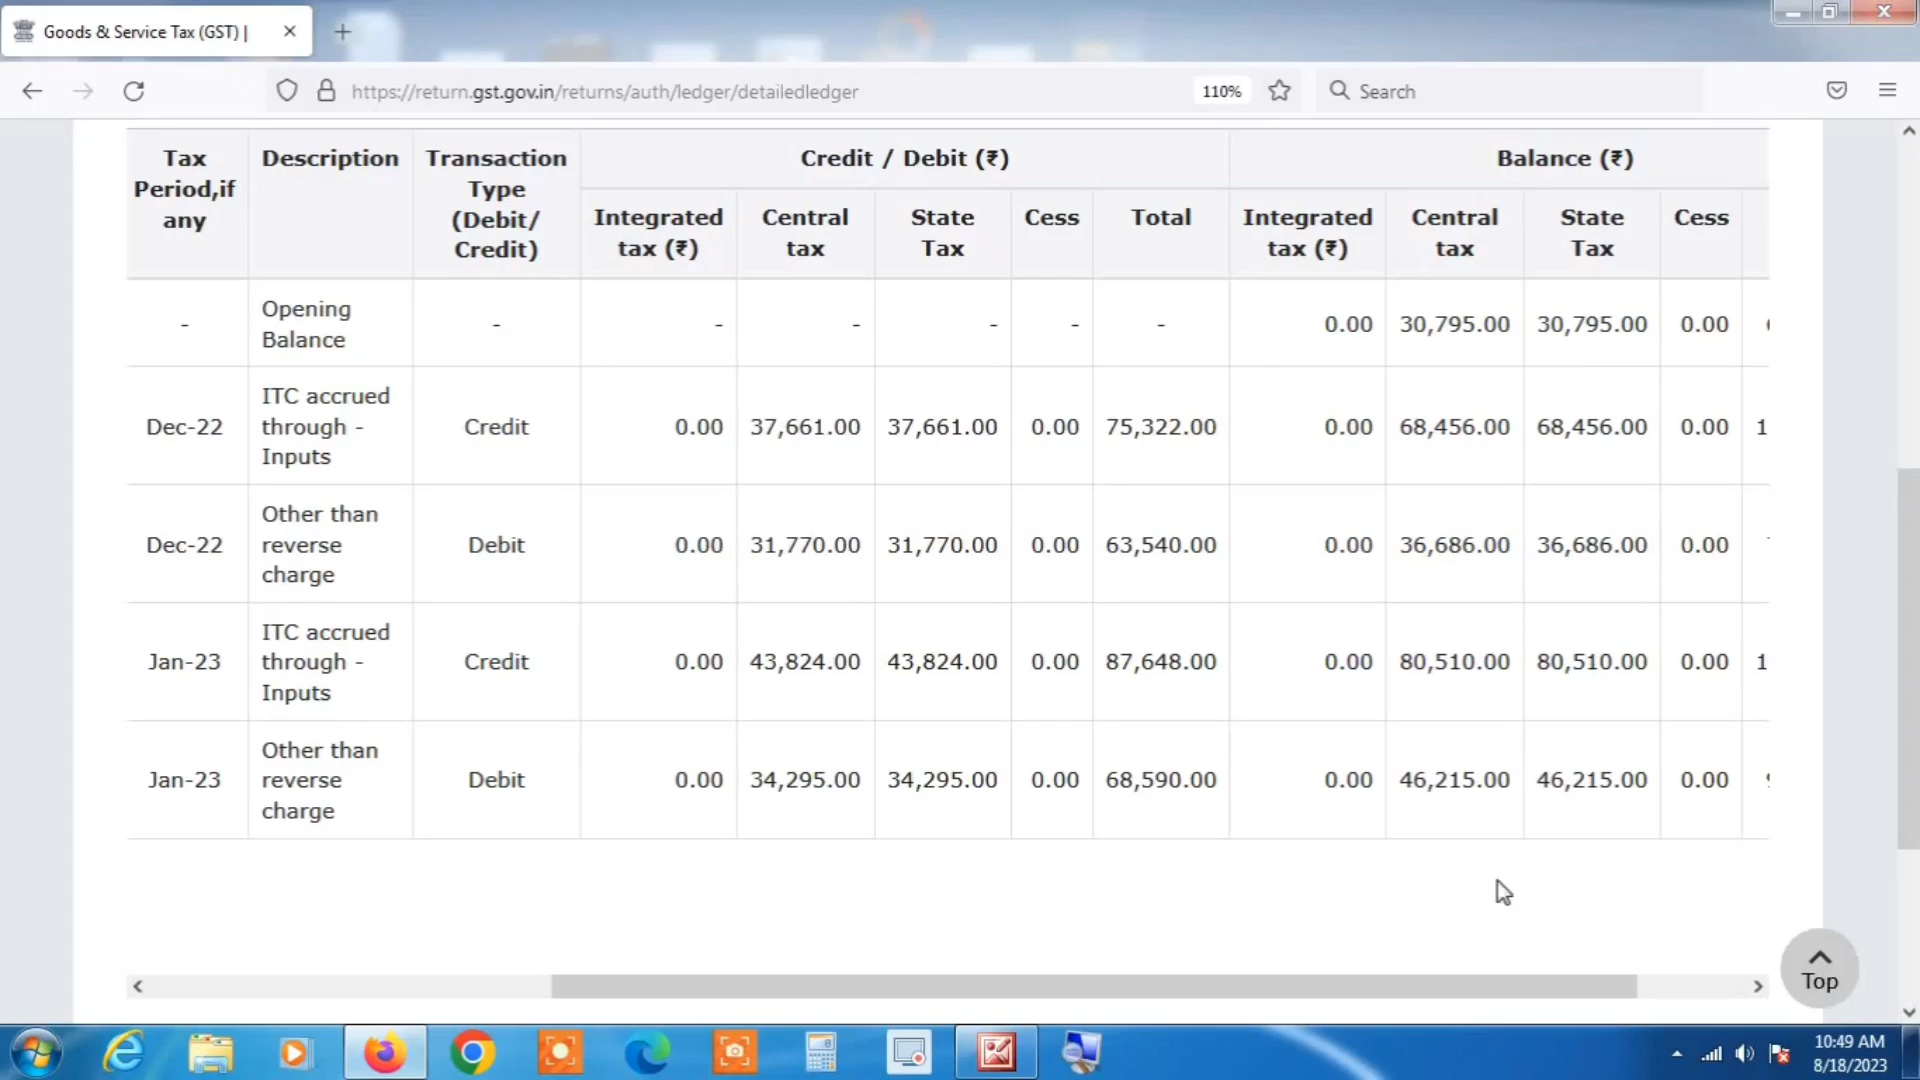 Goods & Service Tax (GST) |
https://return.gst.gov.in/returns/auth/ledger/detailedledger 110% Search
Tax Period,if any Description Transaction Type (Debit/ Credit) Credit / Debit (₹) Balance (₹)
Integrated tax (₹) Central tax State Tax Cess Total Integrated tax (₹) Central tax State Tax Cess
- Opening Balance - - - - - - 0.00 30,795.00 30,795.00 0.00
Dec-22 ITC accrued through - Inputs Credit 0.00 37,661.00 37,661.00 0.00 75,322.00 0.00 68,456.00 68,456.00 0.00 1
Dec-22 Other than reverse charge Debit 0.00 31,770.00 31,770.00 0.00 63,540.00 0.00 36,686.00 36,686.00 0.00
Jan-23 ITC accrued through - Inputs Credit 0.00 43,824.00 43,824.00 0.00 87,648.00 0.00 80,510.00 80,510.00 0.00 1
Jan-23 Other than reverse charge Debit 0.00 34,295.00 34,295.00 0.00 68,590.00 0.00 46,215.00 46,215.00 0.00
Top
10:49 AM
8/18/2023